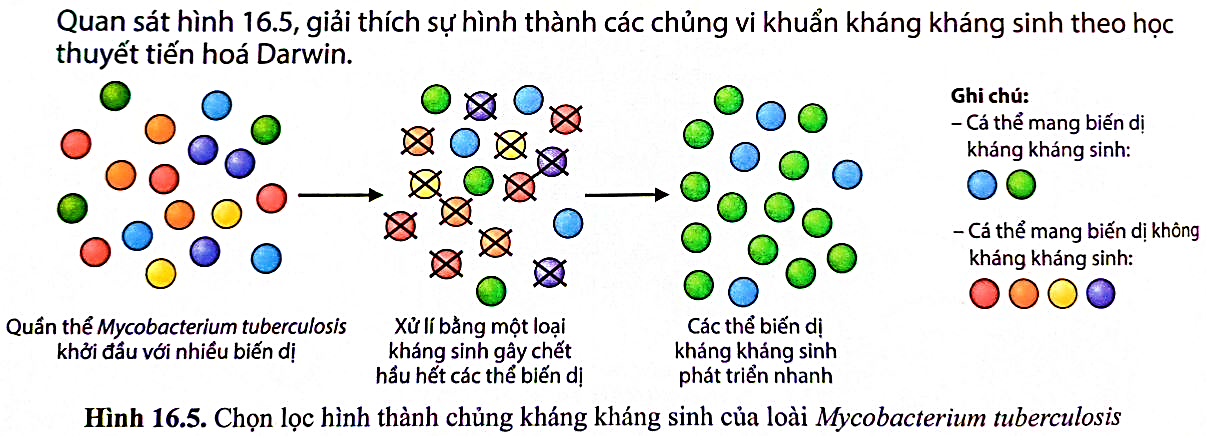 Quan sát hình 16.5, giải thích sự hình thành các chủng vi khuẩn kháng kháng sinh theo học
thuyết tiến hoá Darwin.
Quần thể Mycobacterium tuberculosis
khởi đầu với nhiều biến dị
Xử lí bằng một loại
kháng sinh gây chết
hầu hết các thể biến dị
Các thể biến dị
kháng kháng sinh
phát triển nhanh
Ghi chú:
– Cá thể mang biến dị
kháng kháng sinh:
– Cá thể mang biến dị không
kháng kháng sinh:
Hình 16.5. Chọn lọc hình thành chủng kháng kháng sinh của loài Mycobacterium tuberculosis